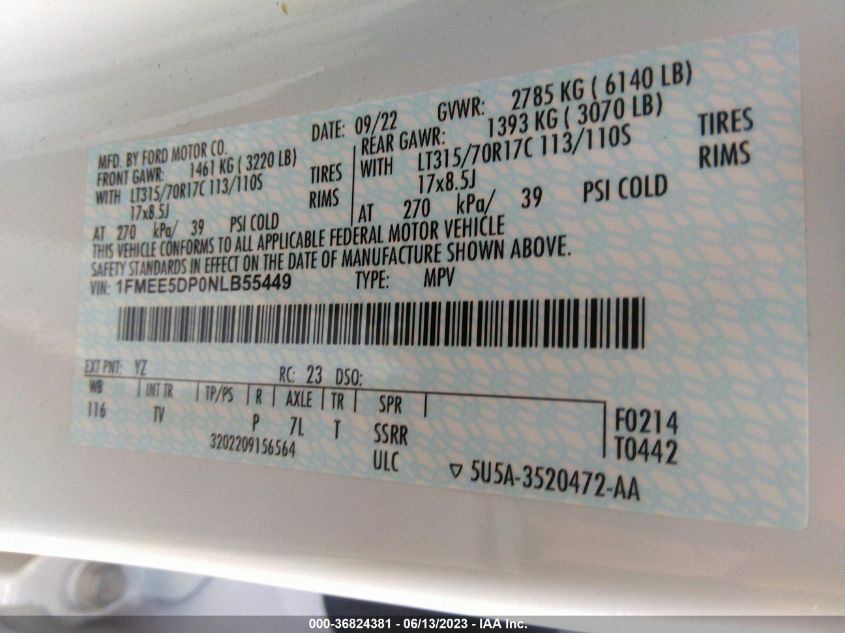 MFD. BY FORD MOTOR CO.
DATE: 09/22 GVWR: 2785 KG ( 6140 LB)
FRONT GAWR: 1461 KG ( 3220 LB)
WITH LT315/70R17C 113/110S TIRES
17x8.5J RIMS
AT 270 kPa/ 39 PSI COLD
REAR GAWR: 1393 KG ( 3070 LB)
WITH LT315/70R17C 113/110S TIRES
17x8.5J RIMS
AT 270 kPa/ 39 PSI COLD
THIS VEHICLE CONFORMS TO ALL APPLICABLE FEDERAL MOTOR VEHICLE
SAFETY STANDARDS IN EFFECT ON THE DATE OF MANUFACTURE SHOWN ABOVE.
VIN: 1FMEE5DP0NLB55449 TYPE: MPV
EXT PNT: YZ RC: 23 DSO:
WB INT TR TP/PS R AXLE TR SPR
116 TV P 7L T SSRR
F0214
T0442
3202209156564 ULC
5U5A-3520472-AA
000-36824381 - 06/13/2023 - IAA Inc.